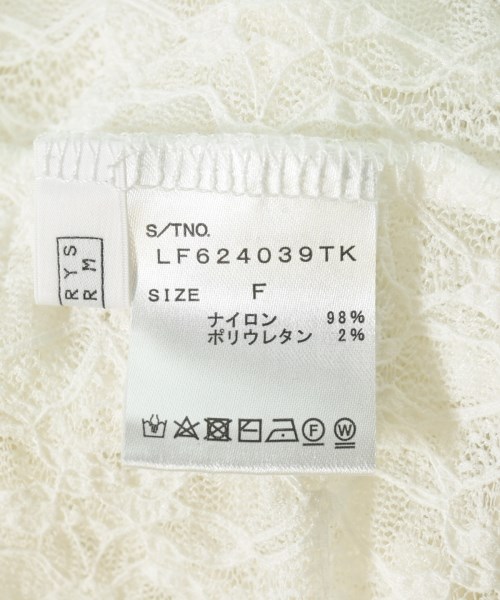 S/TNO.
LF624039TK
SIZE F
ナイロン 98%
ポリウレタン 2%
F W
RYS
RM